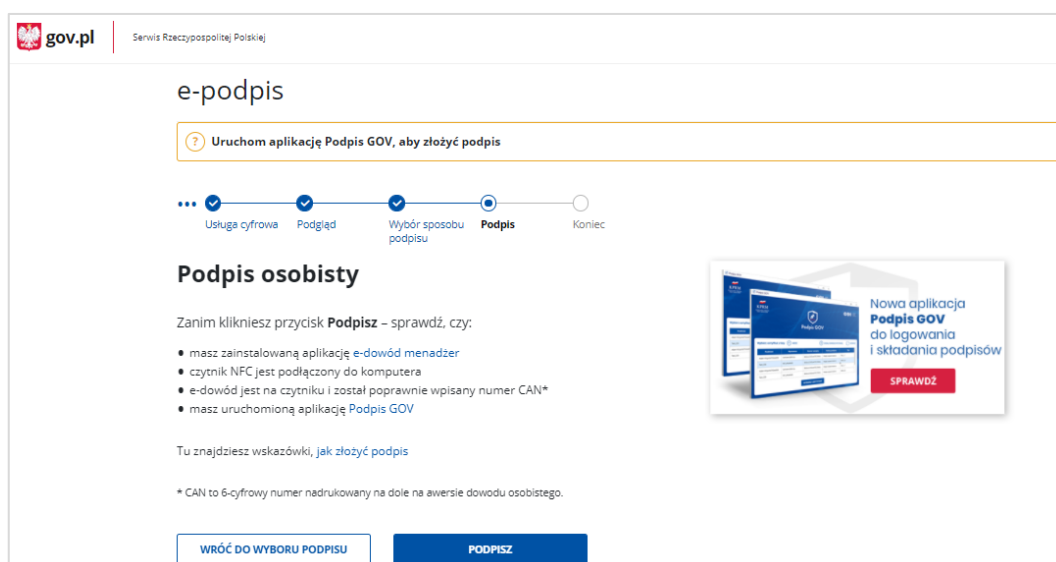 gov.pl
Serwis Rzeczypospolitej Polskiej
e-podpis
? Uruchom aplikację Podpis GOV, aby złożyć podpis
Usługa cyfrowa
Podgląd
Wybór sposobu
podpisu
Podpis
Koniec
Podpis osobisty
Zanim klikniesz przycisk Podpisz – sprawdź, czy:
• masz zainstalowaną aplikację e-dowód menadżer
• czytnik NFC jest podłączony do komputera
• e-dowód jest na czytniku i został poprawnie wpisany numer CAN*
• masz uruchomioną aplikację Podpis GOV
Tu znajdziesz wskazówki, jak złożyć podpis
* CAN to 6-cyfrowy numer nadrukowany na dole na awersie dowodu osobistego.
WRÓĆ DO WYBORU PODPISU
PODPISZ
Podpis GOV
Nowa aplikacja
Podpis GOV
do logowania
i składania podpisów
SPRAWDŹ